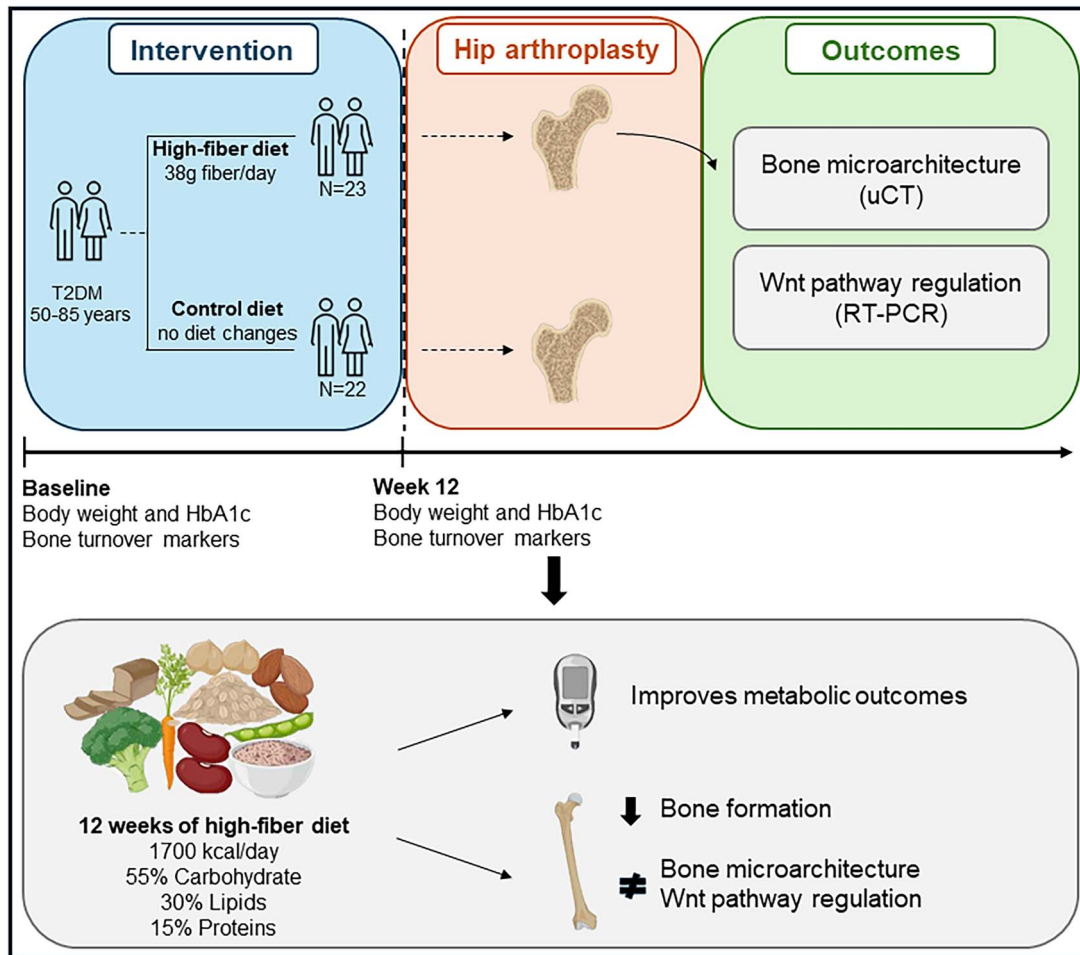 Intervention
Hip arthroplasty
Outcomes
High-fiber diet
38g fiber/day
N=23
T2DM
50-85 years
Control diet
no diet changes
N=22
Bone microarchitecture
(uCT)
Wnt pathway regulation
(RT-PCR)
Baseline
Body weight and HbA1c
Bone turnover markers
Week 12
Body weight and HbA1c
Bone turnover markers
12 weeks of high-fiber diet
1700 kcal/day
55% Carbohydrate
30% Lipids
15% Proteins
Improves metabolic outcomes
Bone formation
≠ Bone microarchitecture
Wnt pathway regulation